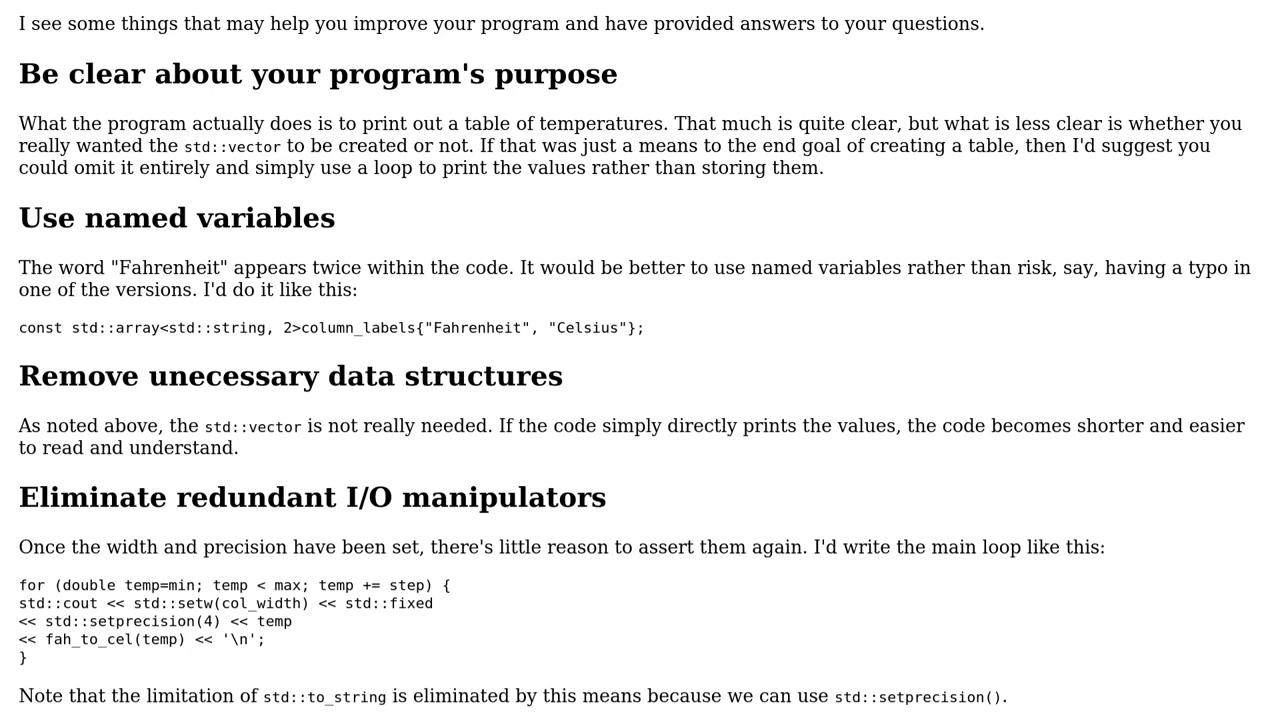 I see some things that may help you improve your program and have provided answers to your questions.
Be clear about your program's purpose
What the program actually does is to print out a table of temperatures. That much is quite clear, but what is less clear is whether you
really wanted the std::vector to be created or not. If that was just a means to the end goal of creating a table, then I'd suggest you
could omit it entirely and simply use a loop to print the values rather than storing them.
Use named variables
The word "Fahrenheit" appears twice within the code. It would be better to use named variables rather than risk, say, having a typo in
one of the versions. I'd do it like this:
const std::array<std::string, 2>column_labels{"Fahrenheit", "Celsius"};
Remove unecessary data structures
As noted above, the std::vector is not really needed. If the code simply directly prints the values, the code becomes shorter and easier
to read and understand.
Eliminate redundant I/O manipulators
Once the width and precision have been set, there's little reason to assert them again. I'd write the main loop like this:
for (double temp=min; temp < max; temp += step) {
std::cout << std::setw(col_width) << std::fixed
<< std::setprecision(4) << temp
<< fah_to_cel(temp) << '\n';
}
Note that the limitation of std::to_string is eliminated by this means because we can use std::setprecision().